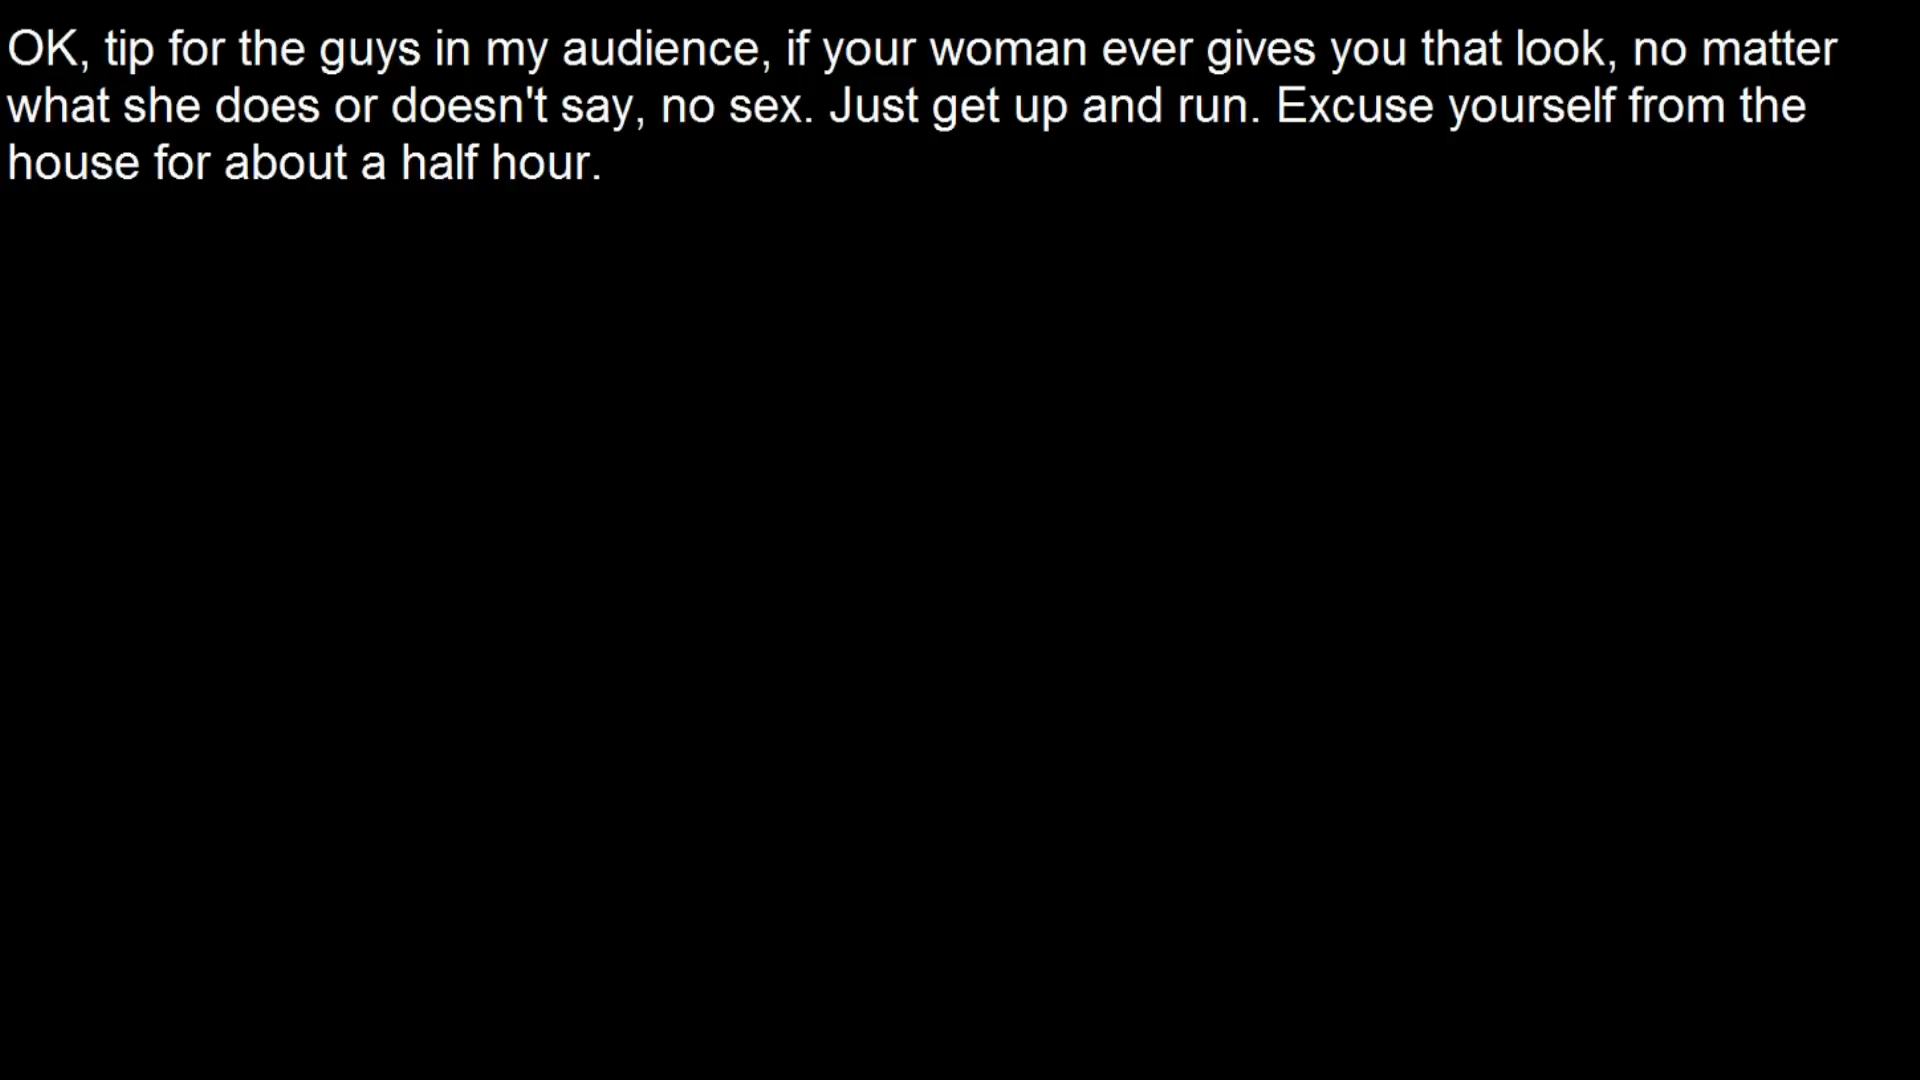 OK, tip for the guys in my audience, if your woman ever gives you that look, no matter
what she does or doesn't say, no sex. Just get up and run. Excuse yourself from the
house for about a half hour.